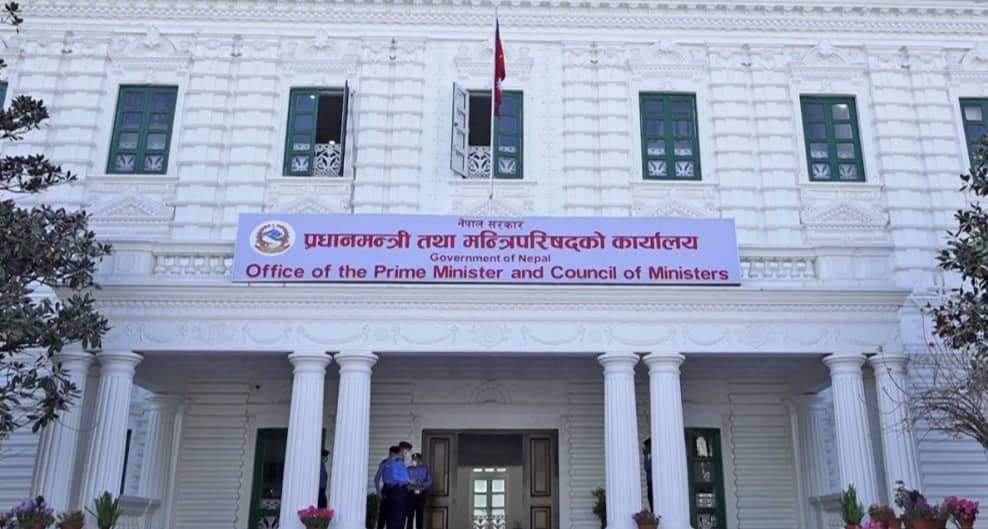 नेपाल सरकार
प्रधानमन्त्री तथा मन्त्रिपरिषद्को कार्यालय
Government of Nepal
Office of the Prime Minister and Council of Ministers